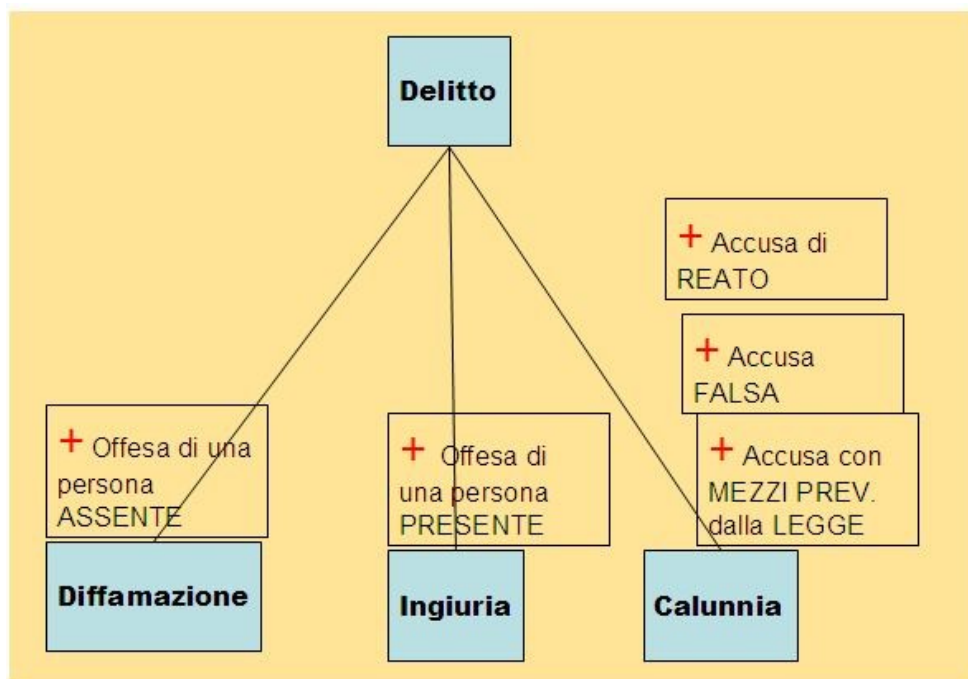 Delitto
+ Accusa di
REATO
+ Accusa
FALSA
+ Offesa di una
persona
ASSENTE
+ Offesa di
una persona
PRESENTE
+ Accusa con
MEZZI PREV.
dalla LEGGE
Diffamazione
Ingiuria
Calunnia